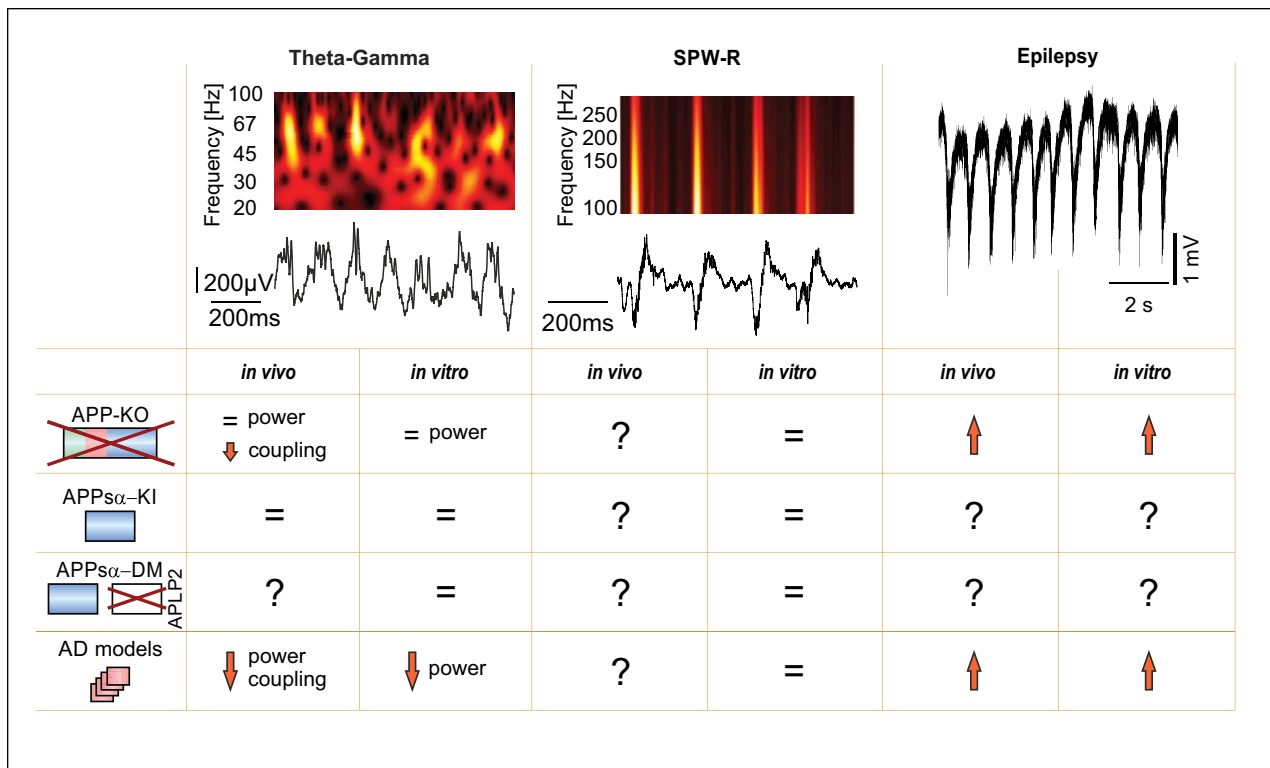 Theta-Gamma
SPW-R
Epilepsy
Frequency [Hz]
100
67
45
30
20
200µV
200ms
Frequency [Hz]
250
200
150
100
200ms
1 mV
2 s
in vivo in vitro in vivo in vitro in vivo in vitro
APP-KO
= power
coupling
= power
? =
APPsα–KI
= = ? = ? ?
APPsα–DM
APLP2
? = ? = ? ?
AD models
power
coupling
power
? =